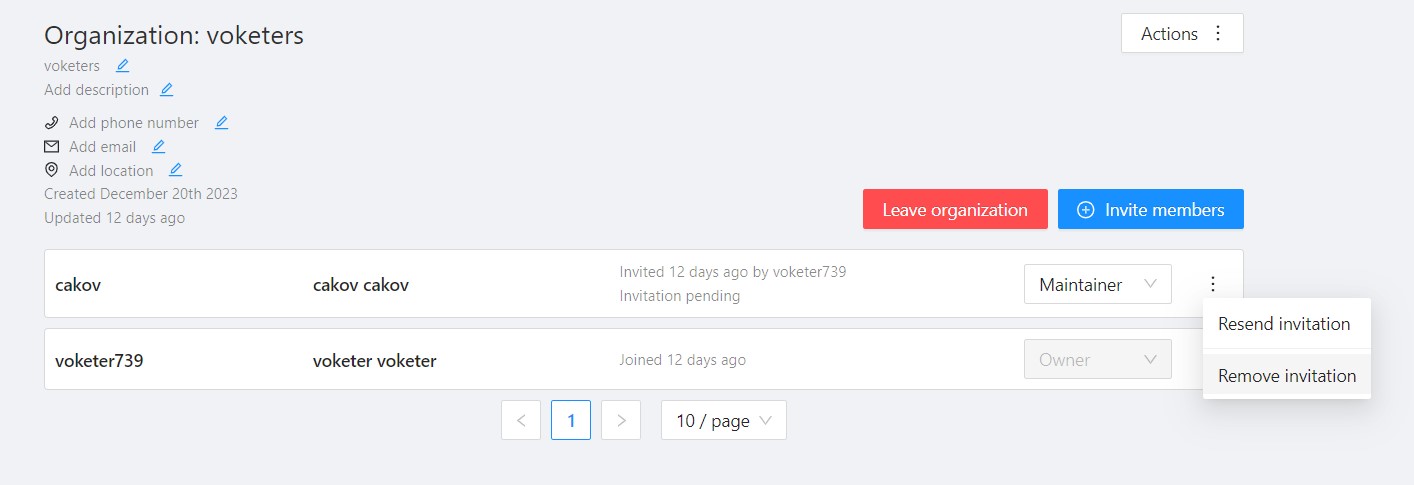 Organization: voketers
Actions
voketers
Add description
Add phone number
Add email
Add location
Created December 20th 2023
Updated 12 days ago
Leave organization
Invite members
cakov
cakov cakov
Invited 12 days ago by voketer739
Invitation pending
Maintainer
Resend invitation
Remove invitation
voketer739
voketer voketer
Joined 12 days ago
Owner
1
10 / page